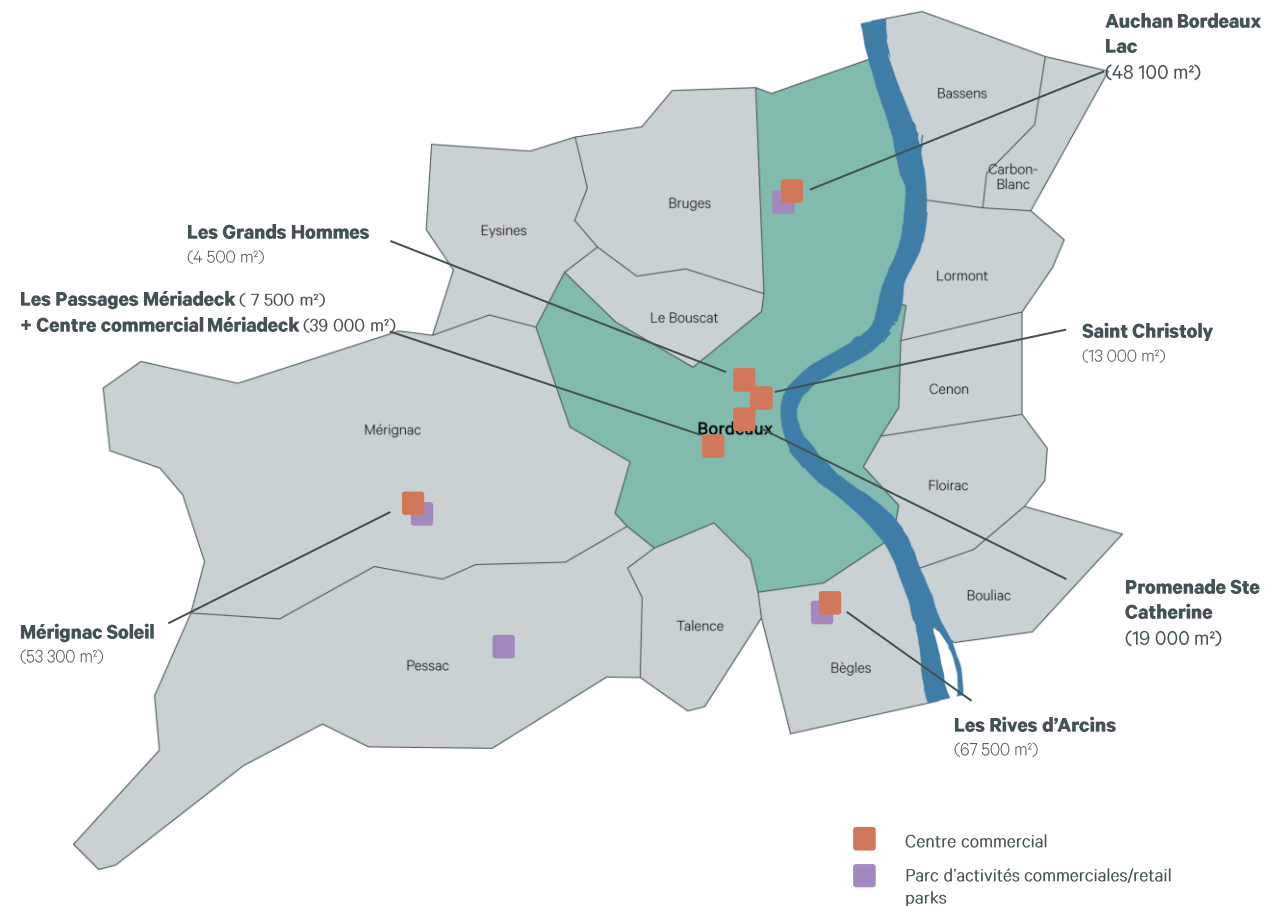 Auchan Bordeaux
Lac
(48 100 m²)
Bassens
Carbon-
Blanc
Bruges
Eysines
Les Grands Hommes
(4 500 m²)
Lormont
Les Passages Mériadeck ( 7 500 m²)
+ Centre commercial Mériadeck (39 000 m²)
Le Bouscat
Saint Christoly
(13 000 m²)
Cenon
Mérignac
Bordeaux
Floirac
Bouliac
Promenade Ste
Catherine
(19 000 m²)
Mérignac Soleil
(53 300 m²)
Talence
Pessac
Bègles
Les Rives d’Arcins
(67 500 m²)
Centre commercial
Parc d’activités commerciales/retail
parks